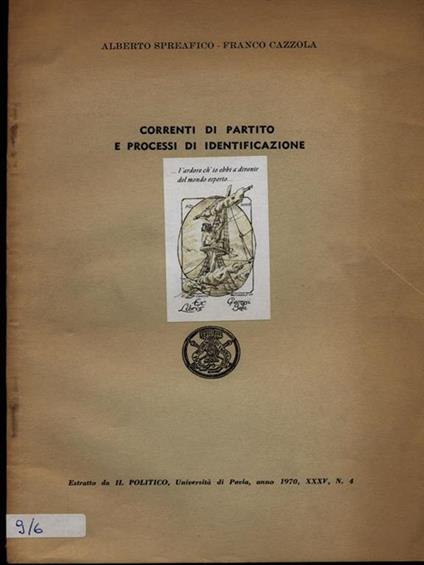 ALBERTO SPREAFICO - FRANCO CAZZOLA
CORRENTI DI PARTITO
E PROCESSI DI IDENTIFICAZIONE
...l'ardore ch'io ebbi a divenir
del mondo esperto...
Ex
Libris
Estratto da IL POLITICO, Università di Pavia, anno 1970, XXXV, N. 4
9/6